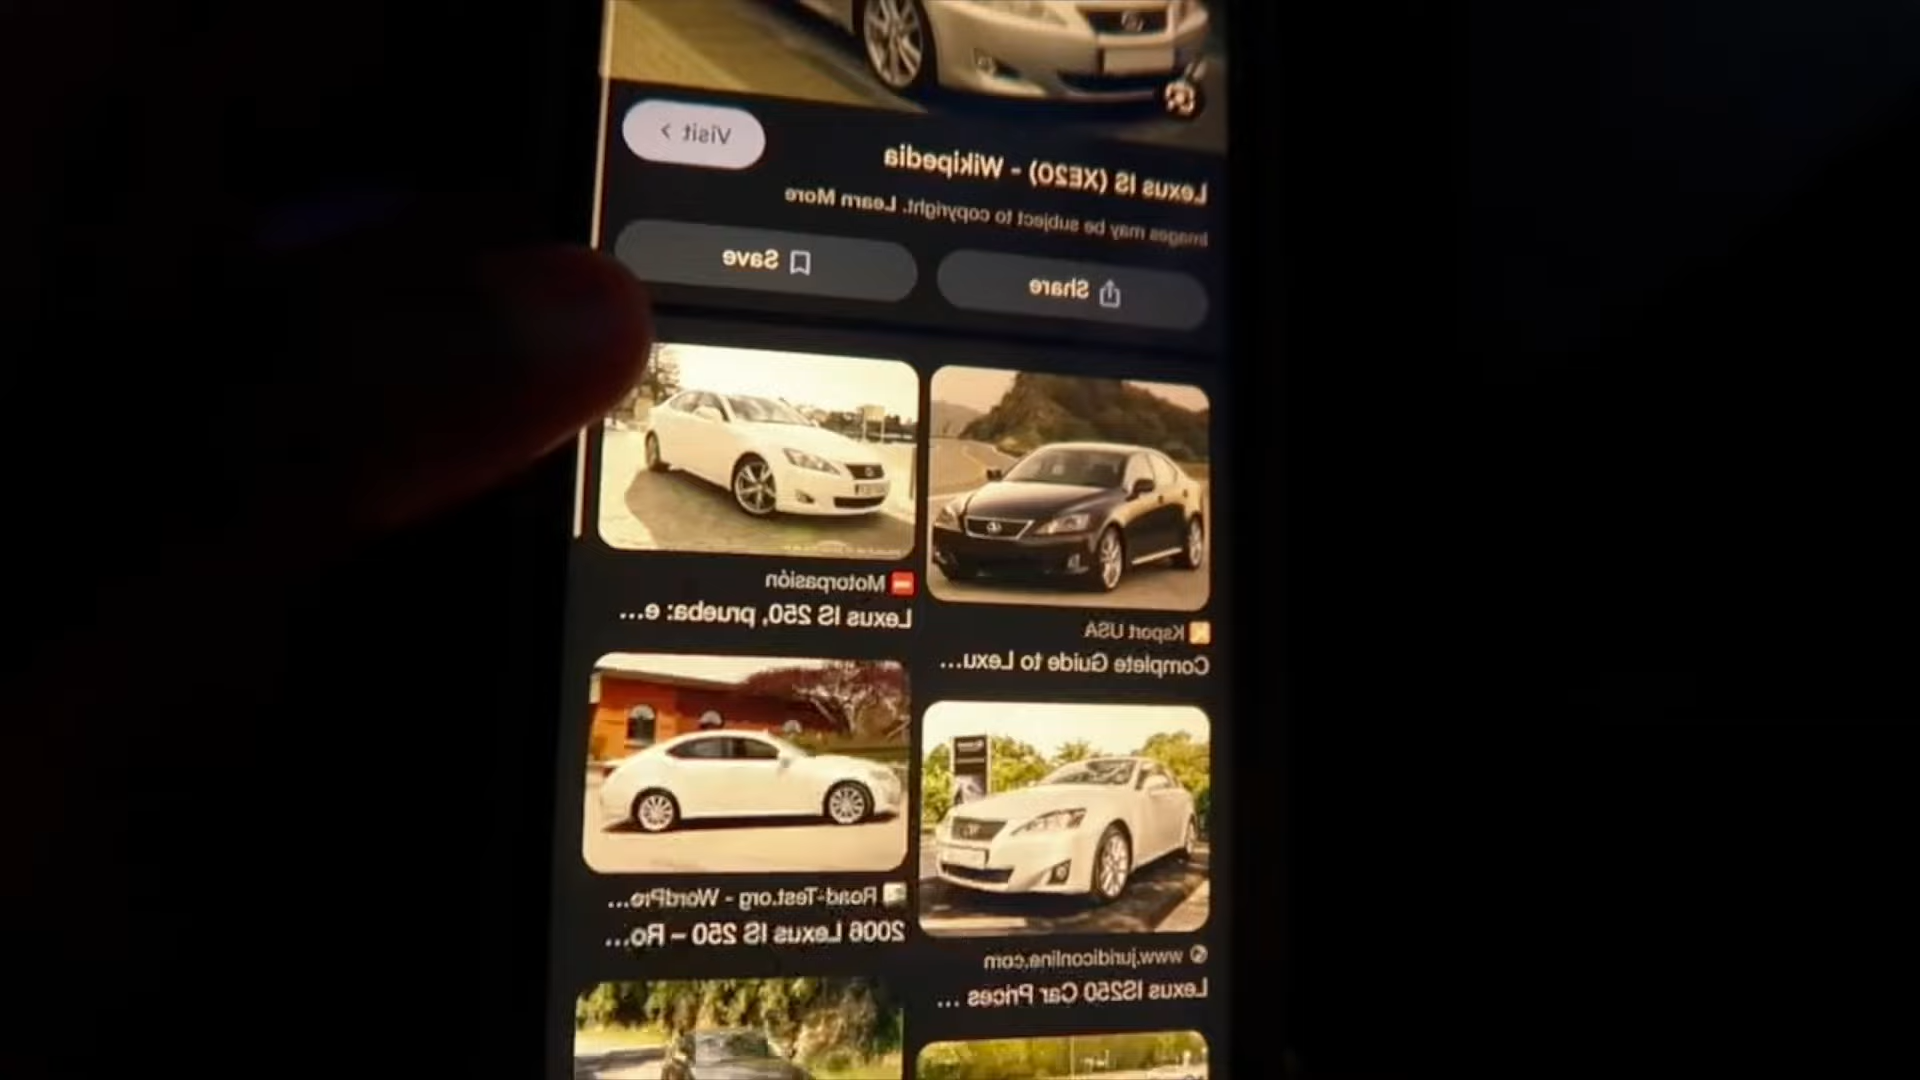 Lexus IS (XE20) - Wikipedia
Visit >
Images may be subject to copyright. Learn More
Share
Save
Ksport USA
Complete Guide to Lexu...
Motorpasión
Lexus IS 250, prueba: e...
www.juridiconline.com
Lexus IS250 Car Prices ...
Road-Test.org - WordPre...
2006 Lexus IS 250 – Ro...